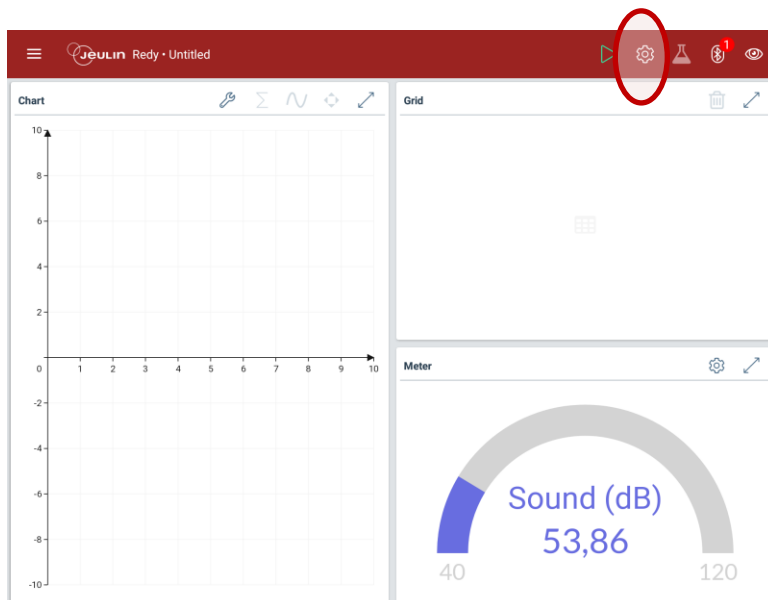 Jeulin Redy • Untitled
1
Chart
Grid
10
8
6
4
2
0 1 2 3 4 5 6 7 8 9 10
-2
-4
-6
-8
-10
Meter
Sound (dB)
53,86
40 120